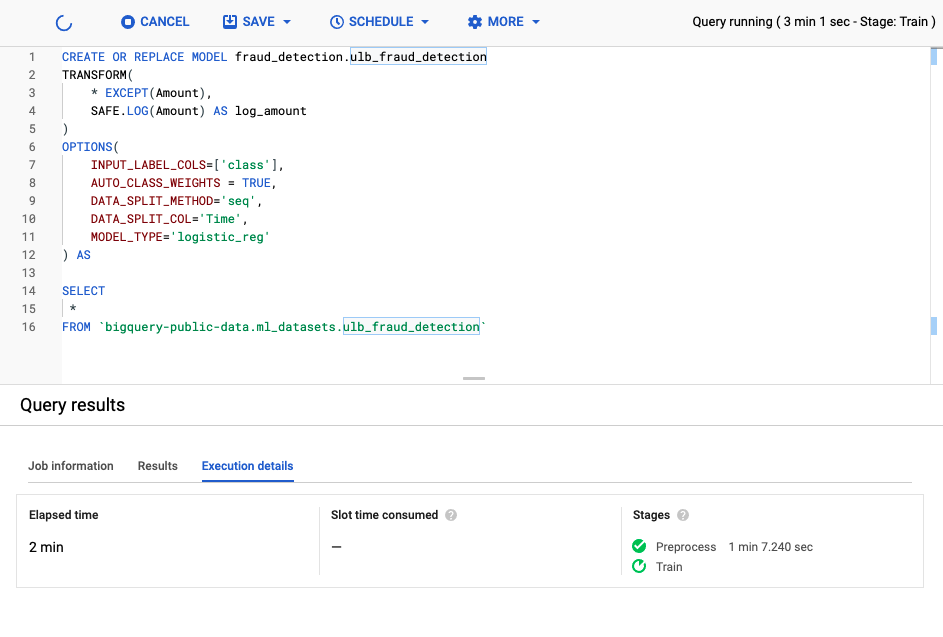 CANCEL SAVE SCHEDULE MORE Query running ( 3 min 1 sec - Stage: Train )
1 CREATE OR REPLACE MODEL fraud_detection.ulb_fraud_detection
2 TRANSFORM(
3 * EXCEPT(Amount),
4 SAFE.LOG(Amount) AS log_amount
5 )
6 OPTIONS(
7 INPUT_LABEL_COLS=['class'],
8 AUTO_CLASS_WEIGHTS = TRUE,
9 DATA_SPLIT_METHOD='seq',
10 DATA_SPLIT_COL='Time',
11 MODEL_TYPE='logistic_reg'
12 ) AS
13
14 SELECT
15 *
16 FROM `bigquery-public-data.ml_datasets.ulb_fraud_detection`
Query results
Job information Results Execution details
Elapsed time Slot time consumed ? Stages ?
2 min — Preprocess 1 min 7.240 sec
Train